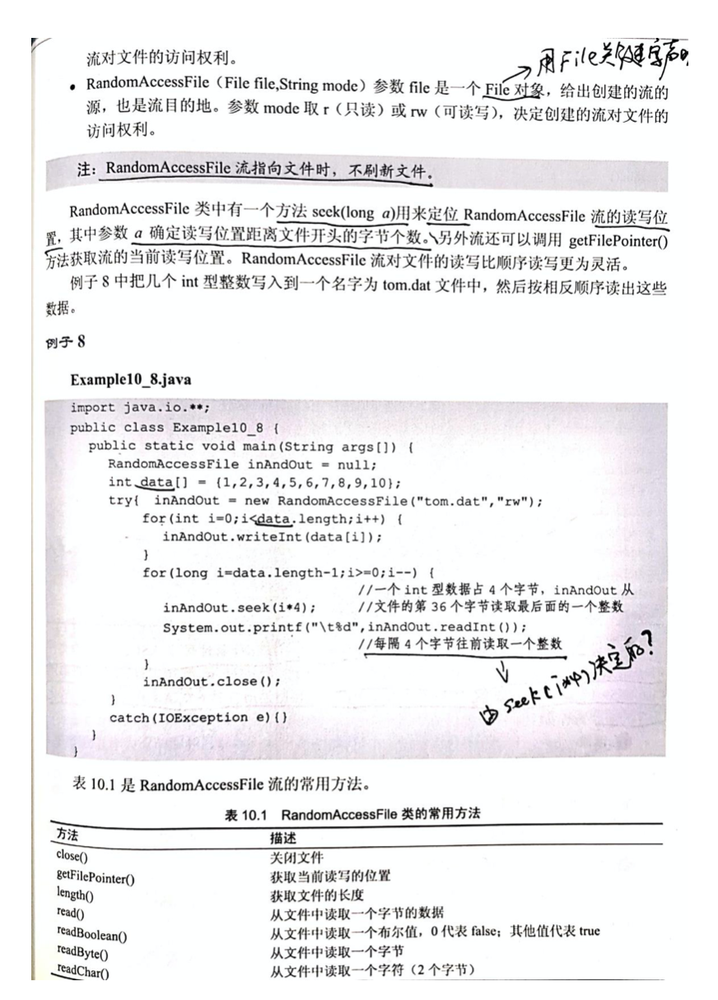 流对文件的访问权利。
用File关键字声明
• RandomAccessFile（File file,String mode）参数 file 是一个 File 对象，给出创建的流的
源，也是流目的地。参数 mode 取 r（只读）或 rw（可读写），决定创建的流对文件的
访问权利。
注：RandomAccessFile 流指向文件时，不刷新文件。
RandomAccessFile 类中有一个方法 seek(long a)用来定位 RandomAccessFile 流的读写位
置，其中参数 a 确定读写位置距离文件开头的字节个数。另外流还可以调用 getFilePointer()
方法获取流的当前读写位置。RandomAccessFile 流对文件的读写比顺序读写更为灵活。
例子 8 中把几个 int 型整数写入到一个名字为 tom.dat 文件中，然后按相反顺序读出这些
数据。
例子 8
Example10_8.java
import java.io.**;
public class Example10_8 {
public static void main(String args[]) {
RandomAccessFile inAndOut = null;
int data[] = {1,2,3,4,5,6,7,8,9,10};
try{ inAndOut = new RandomAccessFile("tom.dat","rw");
for(int i=0;i<data.length;i++) {
inAndOut.writeInt(data[i]);
}
for(long i=data.length-1;i>=0;i--) {
//一个 int 型数据占 4 个字节，inAndOut 从
inAndOut.seek(i*4); //文件的第 36 个字节读取最后面的一个整数
System.out.printf("\t%d",inAndOut.readInt());
//每隔 4 个字节往前读取一个整数
}
由 seek(i*4)决定的？
inAndOut.close();
}
catch(IOException e){}
}
}
表 10.1 是 RandomAccessFile 流的常用方法。
表 10.1 RandomAccessFile 类的常用方法
方法 描述
close() 关闭文件
getFilePointer() 获取当前读写的位置
length() 获取文件的长度
read() 从文件中读取一个字节的数据
readBoolean() 从文件中读取一个布尔值，0 代表 false；其他值代表 true
readByte() 从文件中读取一个字节
readChar() 从文件中读取一个字符（2 个字节）